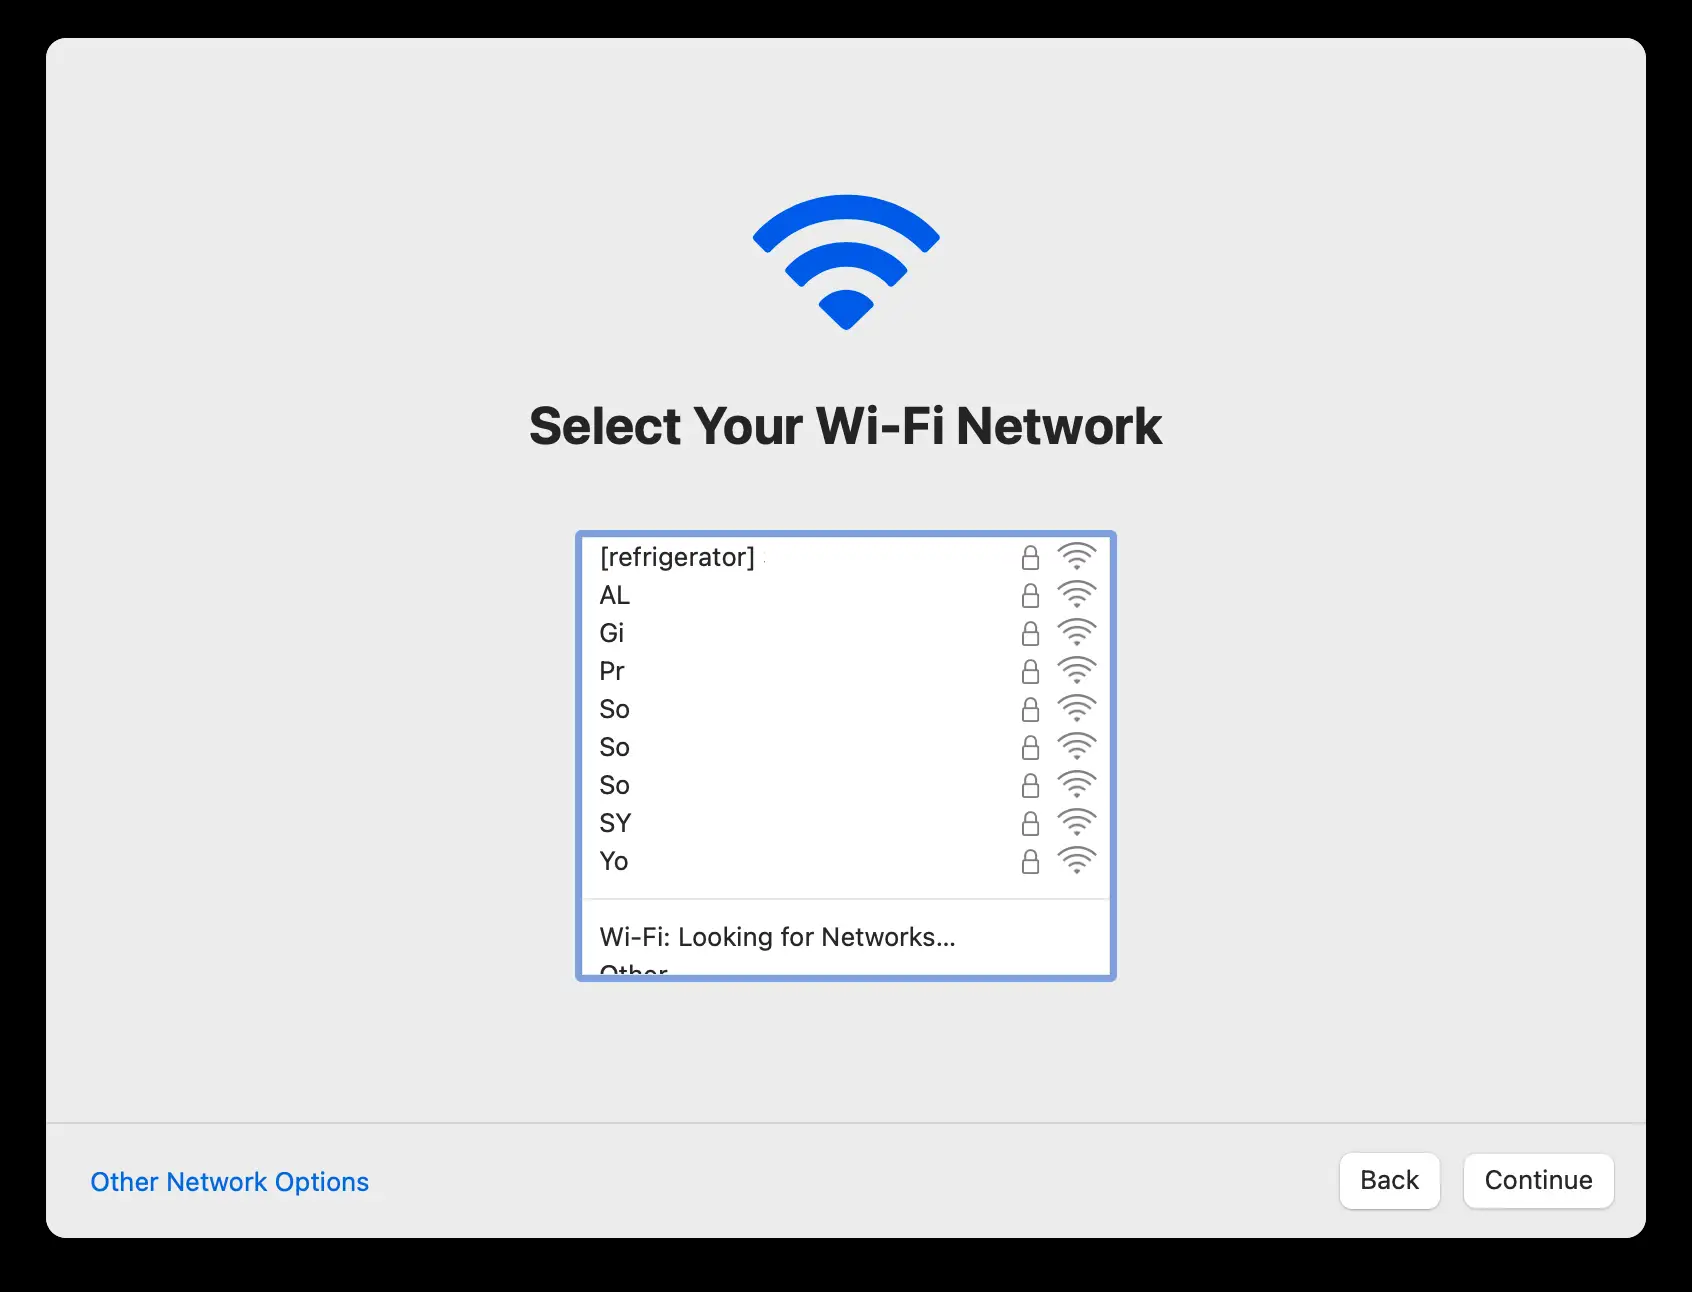 Select Your Wi-Fi Network
[refrigerator]
AL
Gi
Pr
So
So
So
SY
Yo
Wi-Fi: Looking for Networks...
Other
Other Network Options
Back
Continue